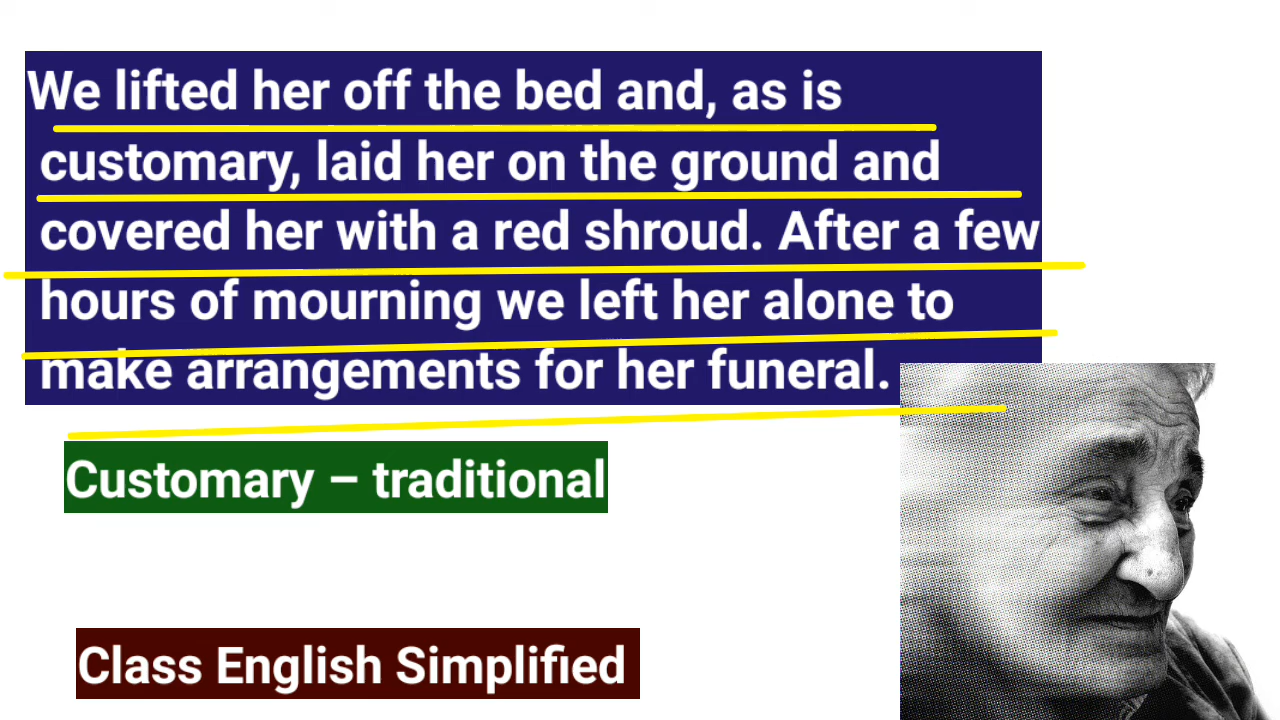 We lifted her off the bed and, as is
customary, laid her on the ground and
covered her with a red shroud. After a few
hours of mourning we left her alone to
make arrangements for her funeral.
Customary – traditional
Class English Simplified